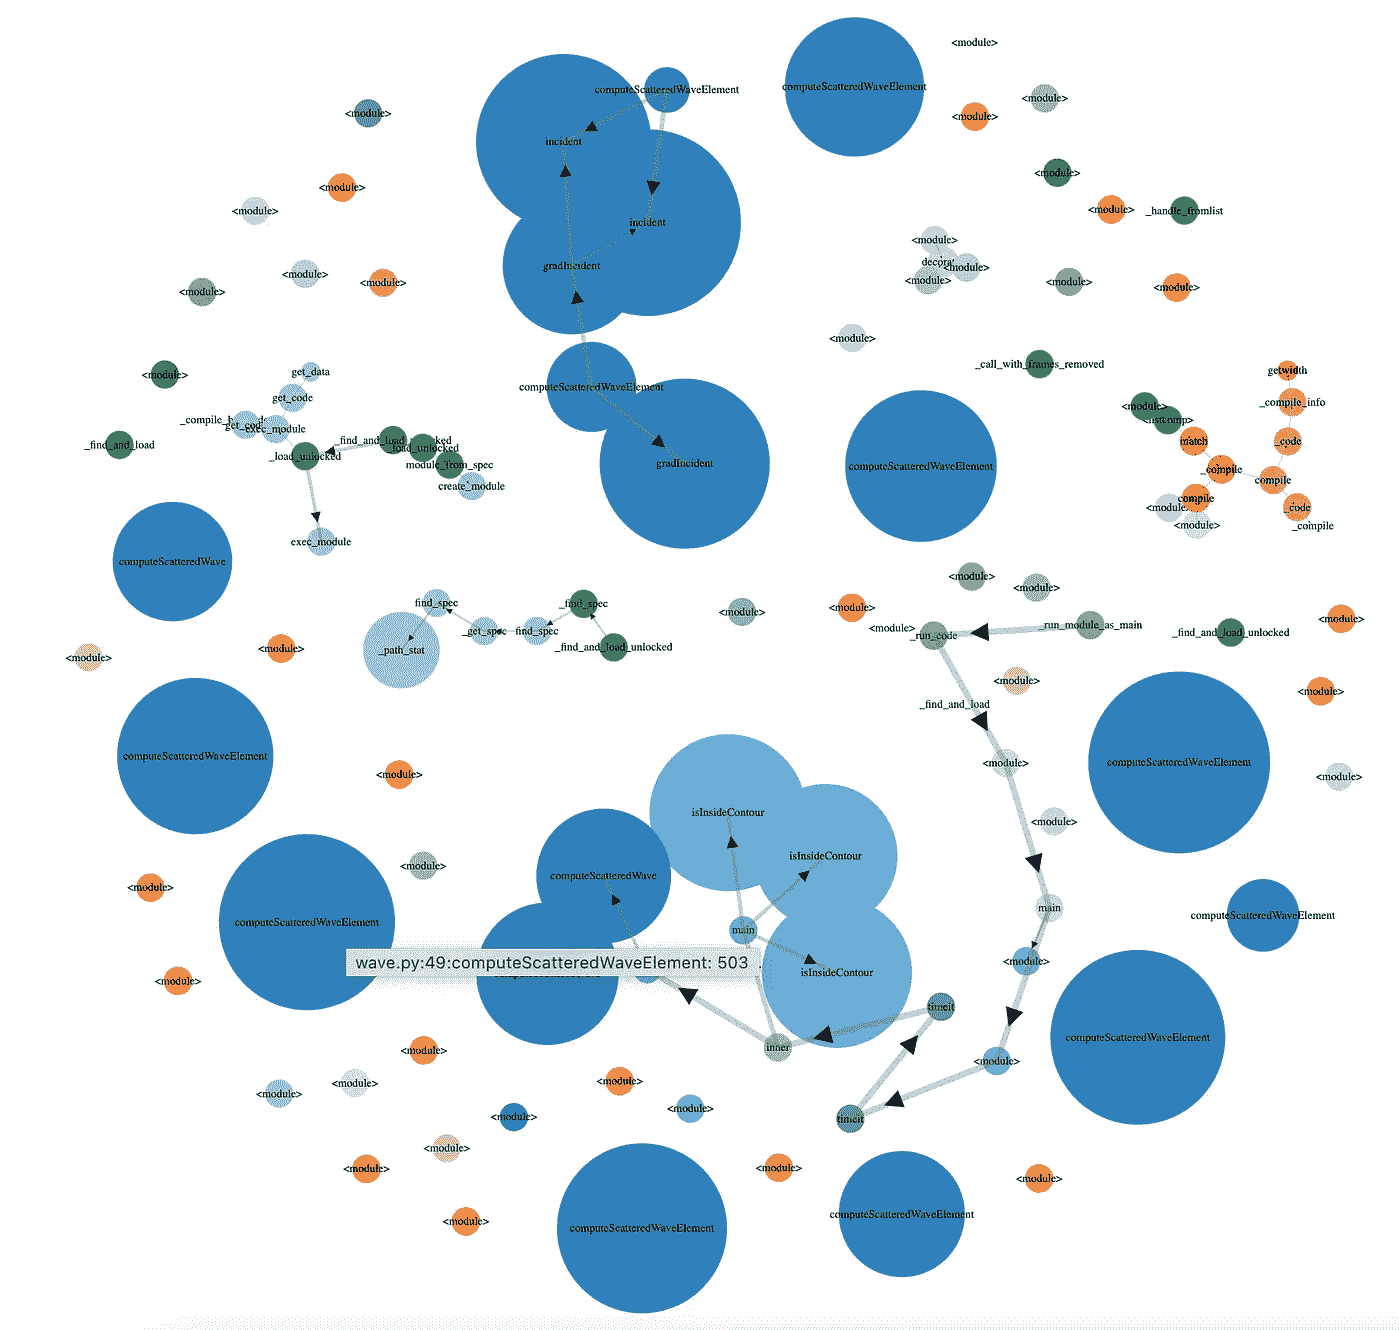 <module>
computeScatteredWaveElement
computeScatteredWaveElement
<module>
<module>
<module>
incident
<module>
<module>
<module>
<module>
_handle_fromlist
incident
<module>
<module>
gradIncident
<module>
<module>
<module>
<module>
<module>
<module>
<module>
<module>
_call_with_frames_removed
getwidth
get_data
<module>
computeScatteredWaveElement
get_code
_compile_info
<module>
match
_code
_find_and_load
get_code
exec_module
_load_unlocked
_load_unlocked
module_from_spec
gradIncident
computeScatteredWaveElement
_compile
compile
create_module
compile
<module>
_code
_compile
exec_module
computeScatteredWave
<module>
<module>
find_spec
_find_spec
<module>
<module>
<module>
_get_spec
find_spec
<module>
_run_code
_run_module_as_main
_find_and_load_unlocked
_find_and_load_unlocked
<module>
<module>
_path_stat
<module>
<module>
_find_and_load
computeScatteredWaveElement
<module>
computeScatteredWaveElement
<module>
<module>
isInsideContour
<module>
isInsideContour
<module>
computeScatteredWave
<module>
main
computeScatteredWaveElement
computeScatteredWaveElement
main
<module>
wave.py:49:computeScatteredWaveElement: 503
isInsideContour
<module>
timeit
computeScatteredWaveElement
<module>
inner
<module>
<module>
<module>
<module>
<module>
<module>
timeit
<module>
<module>
<module>
<module>
computeScatteredWaveElement
<module>
computeScatteredWaveElement